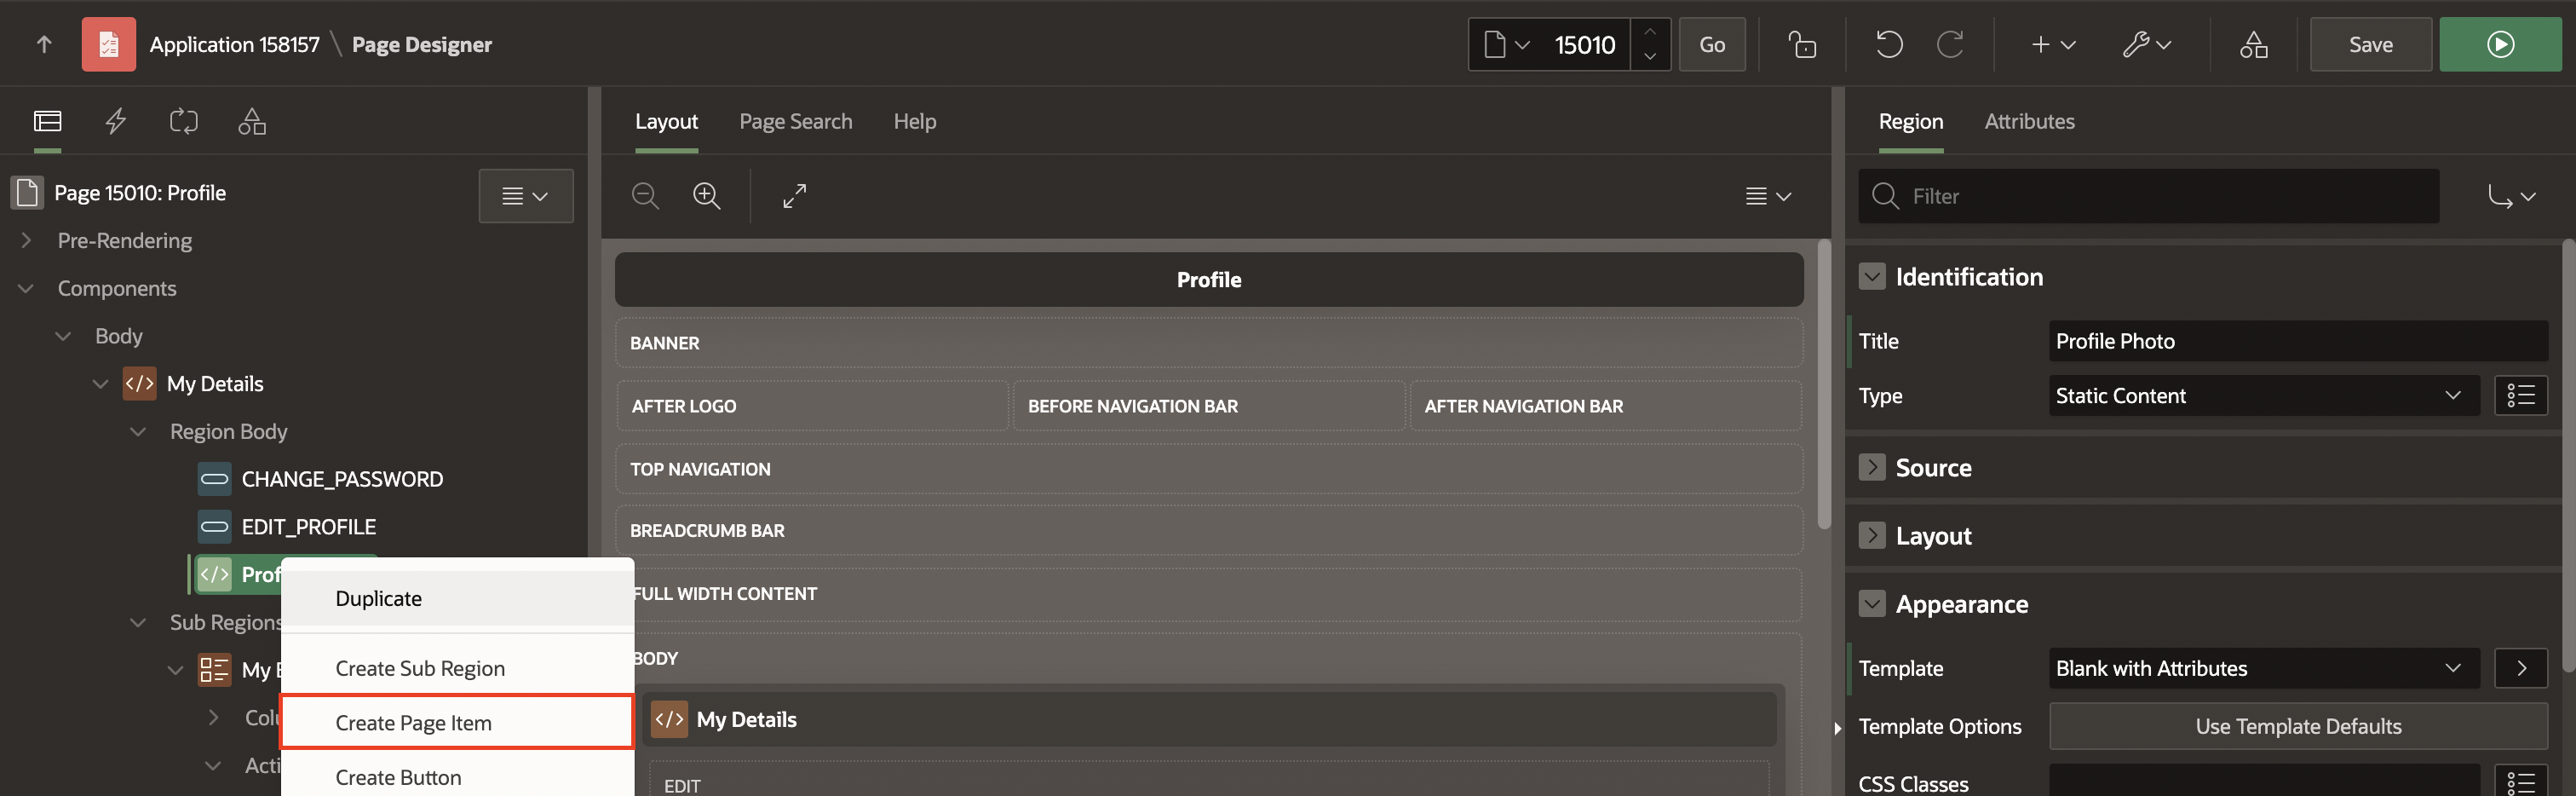 Application 158157 \ Page Designer
15010
Go
Save
Layout
Page Search
Help
Region
Attributes
Page 15010: Profile
Pre-Rendering
Components
Body
My Details
Region Body
CHANGE_PASSWORD
EDIT_PROFILE
Prof
Sub Regions
My E
Colu
Acti
Duplicate
Create Sub Region
Create Page Item
Create Button
Profile
BANNER
AFTER LOGO
BEFORE NAVIGATION BAR
AFTER NAVIGATION BAR
TOP NAVIGATION
BREADCRUMB BAR
FULL WIDTH CONTENT
BODY
My Details
EDIT
Filter
Identification
Title
Profile Photo
Type
Static Content
Source
Layout
Appearance
Template
Blank with Attributes
Template Options
Use Template Defaults
CSS Classes